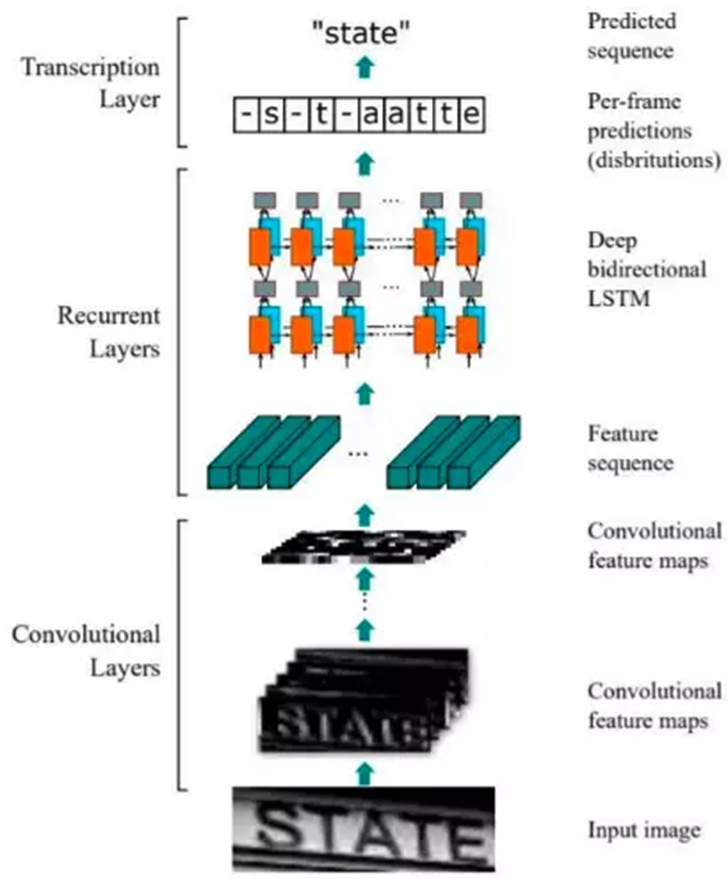 "state"
Predicted
sequence
Transcription
Layer
- s - t - a a t t e
Per-frame
predictions
(disbritutions)
Recurrent
Layers
Deep
bidirectional
LSTM
Feature
sequence
Convolutional
feature maps
Convolutional
Layers
STATE
Convolutional
feature maps
STATE
Input image